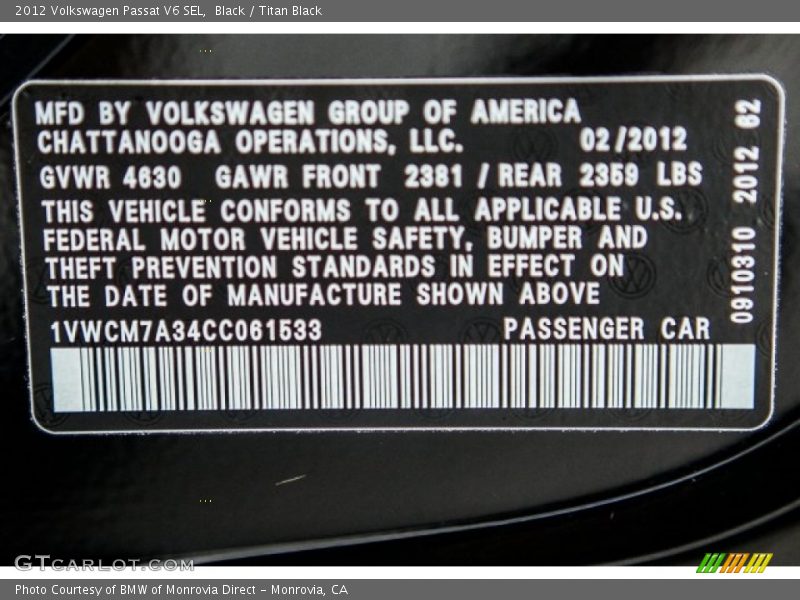 2012 Volkswagen Passat V6 SEL,  Black / Titan Black
MFD BY VOLKSWAGEN GROUP OF AMERICA
CHATTANOOGA OPERATIONS, LLC. 02/2012
GVWR 4630 GAWR FRONT 2381 / REAR 2359 LBS
THIS VEHICLE CONFORMS TO ALL APPLICABLE U.S.
FEDERAL MOTOR VEHICLE SAFETY, BUMPER AND
THEFT PREVENTION STANDARDS IN EFFECT ON
THE DATE OF MANUFACTURE SHOWN ABOVE
1VWCM7A34CC061533 PASSENGER CAR
0910310 2012 62
GTCarLot.com
Photo Courtesy of BMW of Monrovia Direct - Monrovia, CA